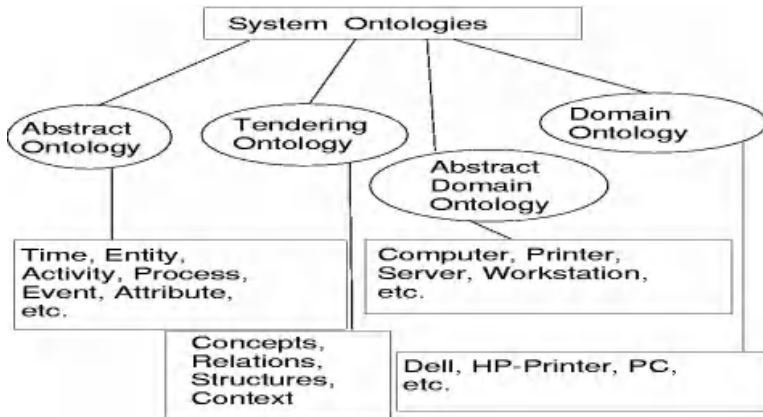 System Ontologies
Abstract
Ontology
Tendering
Ontology
Abstract
Domain
Ontology
Domain
Ontology
Time, Entity,
Activity, Process,
Event, Attribute,
etc.
Computer, Printer,
Server, Workstation,
etc.
Concepts,
Relations,
Structures,
Context
Dell, HP-Printer, PC,
etc.